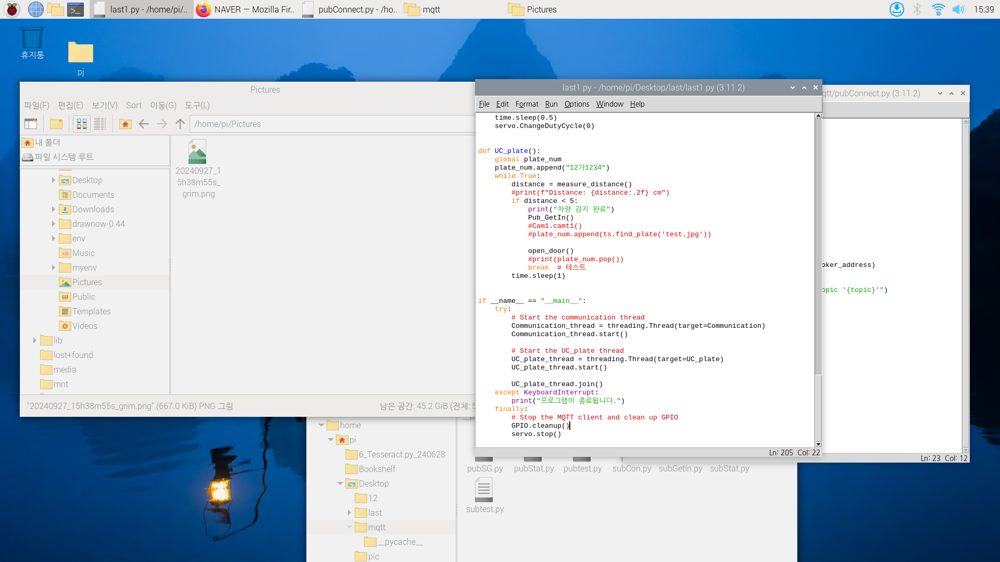 last1.py - /home/pi/..
NAVER — Mozilla Fir..
pubConnect.py - /ho..
mqtt
Pictures
15:39
휴지통
pj
Pictures
파일(F) 편집(E) 보기(V) Sort 이동(G) 도구(L)
/home/pi/Pictures
내 폴더
파일 시스템 루트
Desktop
Documents
Downloads
drawnow-0.44
env
Music
myenv
Pictures
Public
Templates
Videos
lib
lost+found
media
mnt
20240927_1
5h38m55s_
grim.png
"20240927_15h38m55s_grim.png" (667.0 KiB) PNG 그림
남은 공간: 45.2 GiB (전체: 5
last1.py - /home/pi/Desktop/last/last1.py (3.11.2)
File Edit Format Run Options Window Help
    time.sleep(0.5)
    servo.ChangeDutyCycle(0)
def UC_plate():
    global plate_num
    plate_num.append("12가1234")
    while True:
        distance = measure_distance()
        #print(f"Distance: {distance:.2f} cm")
        if distance < 5:
            print("차량 감지 완료")
            Pub_GetIn()
            #Cam1.camt1()
            #plate_num.append(ts.find_plate('test.jpg'))
            open_door()
            #print(plate_num.pop())
            break  # 테스트
        time.sleep(1)
if __name__ == "__main__":
    try:
        # Start the communication thread
        Communication_thread = threading.Thread(target=Communication)
        Communication_thread.start()
        # Start the UC_plate thread
        UC_plate_thread = threading.Thread(target=UC_plate)
        UC_plate_thread.start()
        UC_plate_thread.join()
    except KeyboardInterrupt:
        print("프로그램이 종료됩니다.")
    finally:
        # Stop the MQTT client and clean up GPIO
        GPIO.cleanup()
        servo.stop()
Ln: 205 Col: 22
qtt/pubConnect.py (3.11.2)
oker_address)
opic '{topic}'")
Ln: 23 Col: 12
home
pi
6_Tesseract.py_240628
Bookshelf
Desktop
12
last
mqtt
__pycache__
pic
pubSG.py
pubStat.py
pubtest.py
subCon.py
subGetIn.py
subStat.py
subtest.py